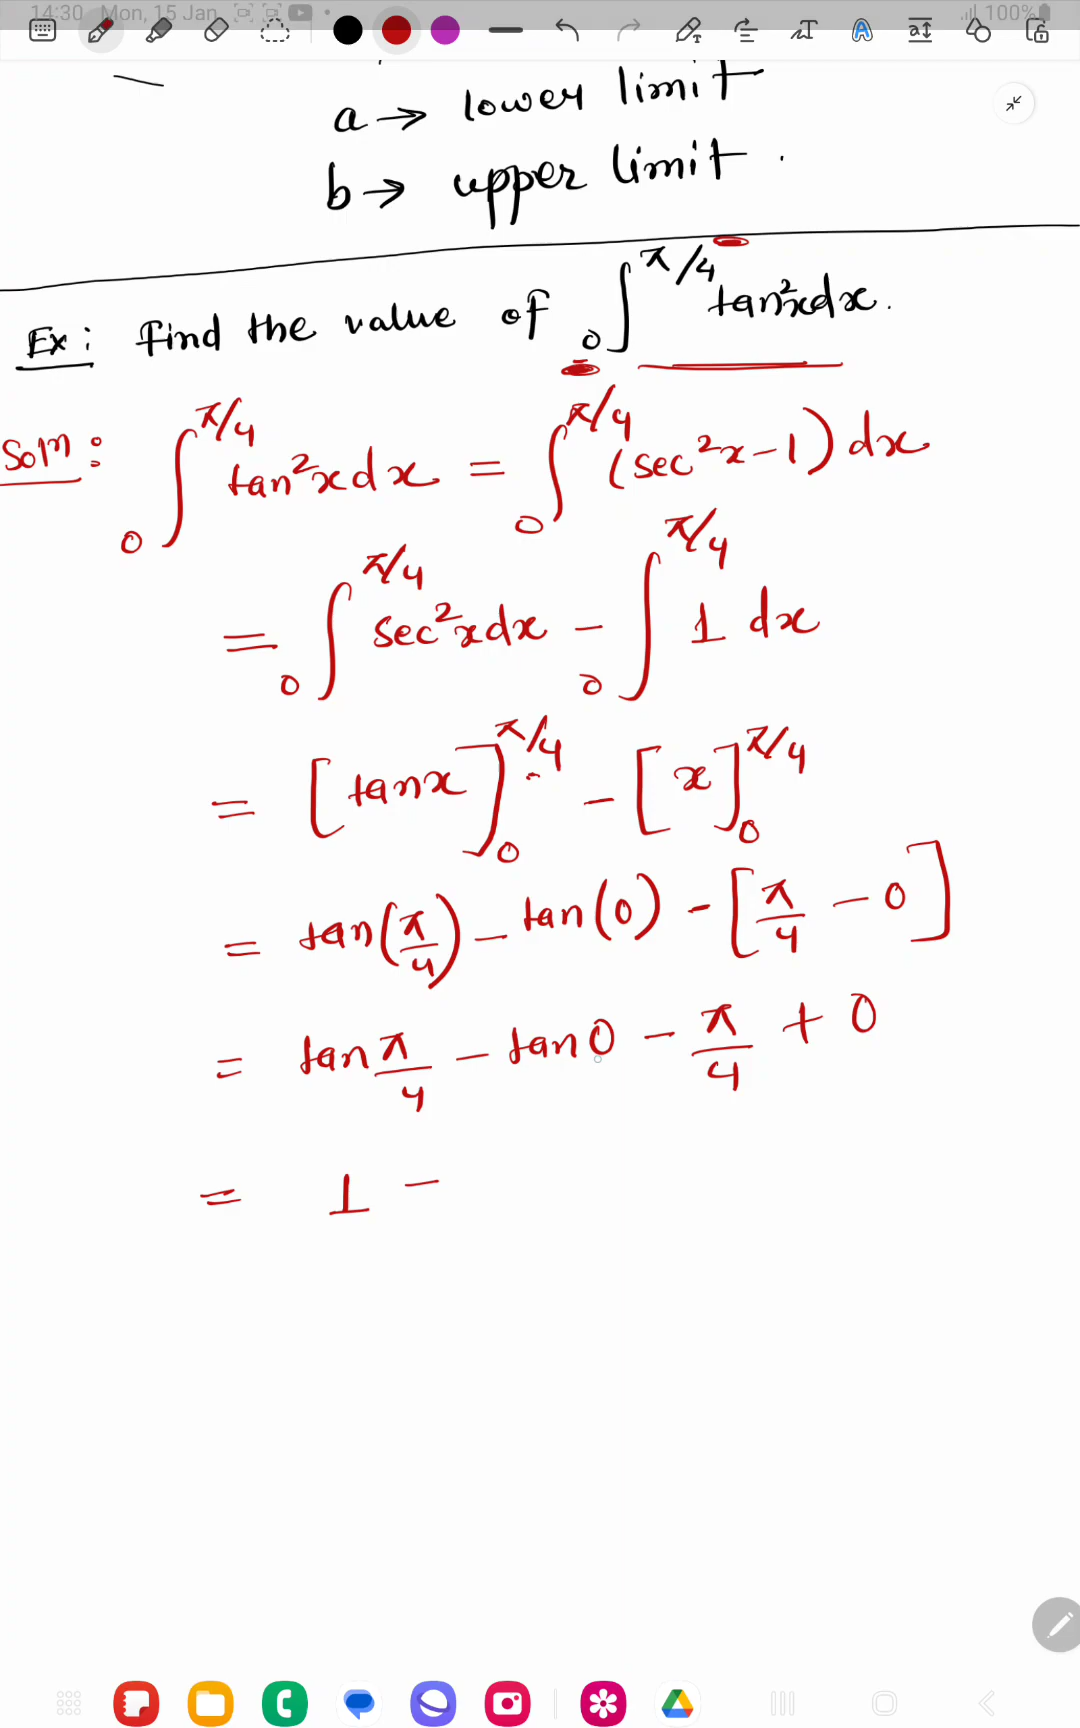 14:30 Mon, 15 Jan 100%
a → lower limit
b → upper limit.
Ex: find the value of ₀∫^π/4 tan²x dx.
Soln: ₀∫^π/4 tan²x dx = ₀∫^π/4 (sec²x - 1) dx
= ₀∫^π/4 sec²x dx - ₀∫^π/4 1 dx
= [tan x]₀^π/4 - [x]₀^π/4
= tan(π/4) - tan(0) - [π/4 - 0]
= tan π/4 - tan 0 - π/4 + 0
= 1 -